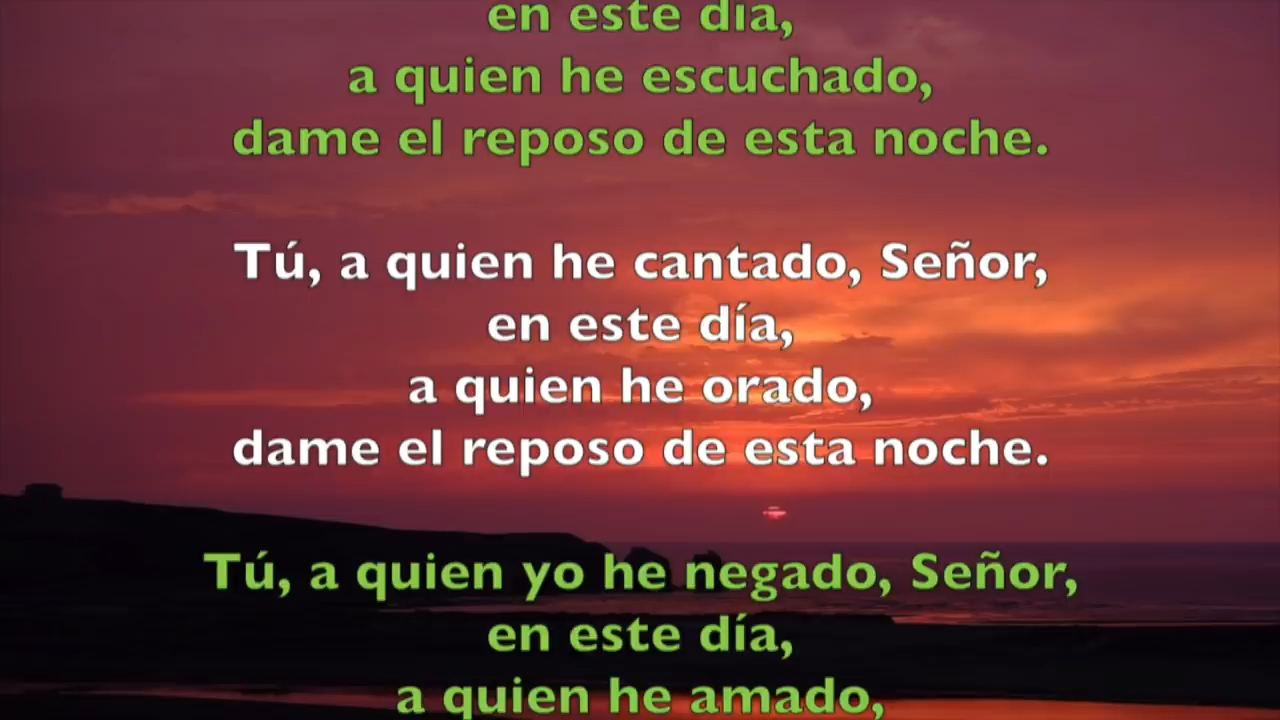 en este día,
a quien he escuchado,
dame el reposo de esta noche.
Tú, a quien he cantado, Señor,
en este día,
a quien he orado,
dame el reposo de esta noche.
Tú, a quien yo he negado, Señor,
en este día,
a quien he amado,